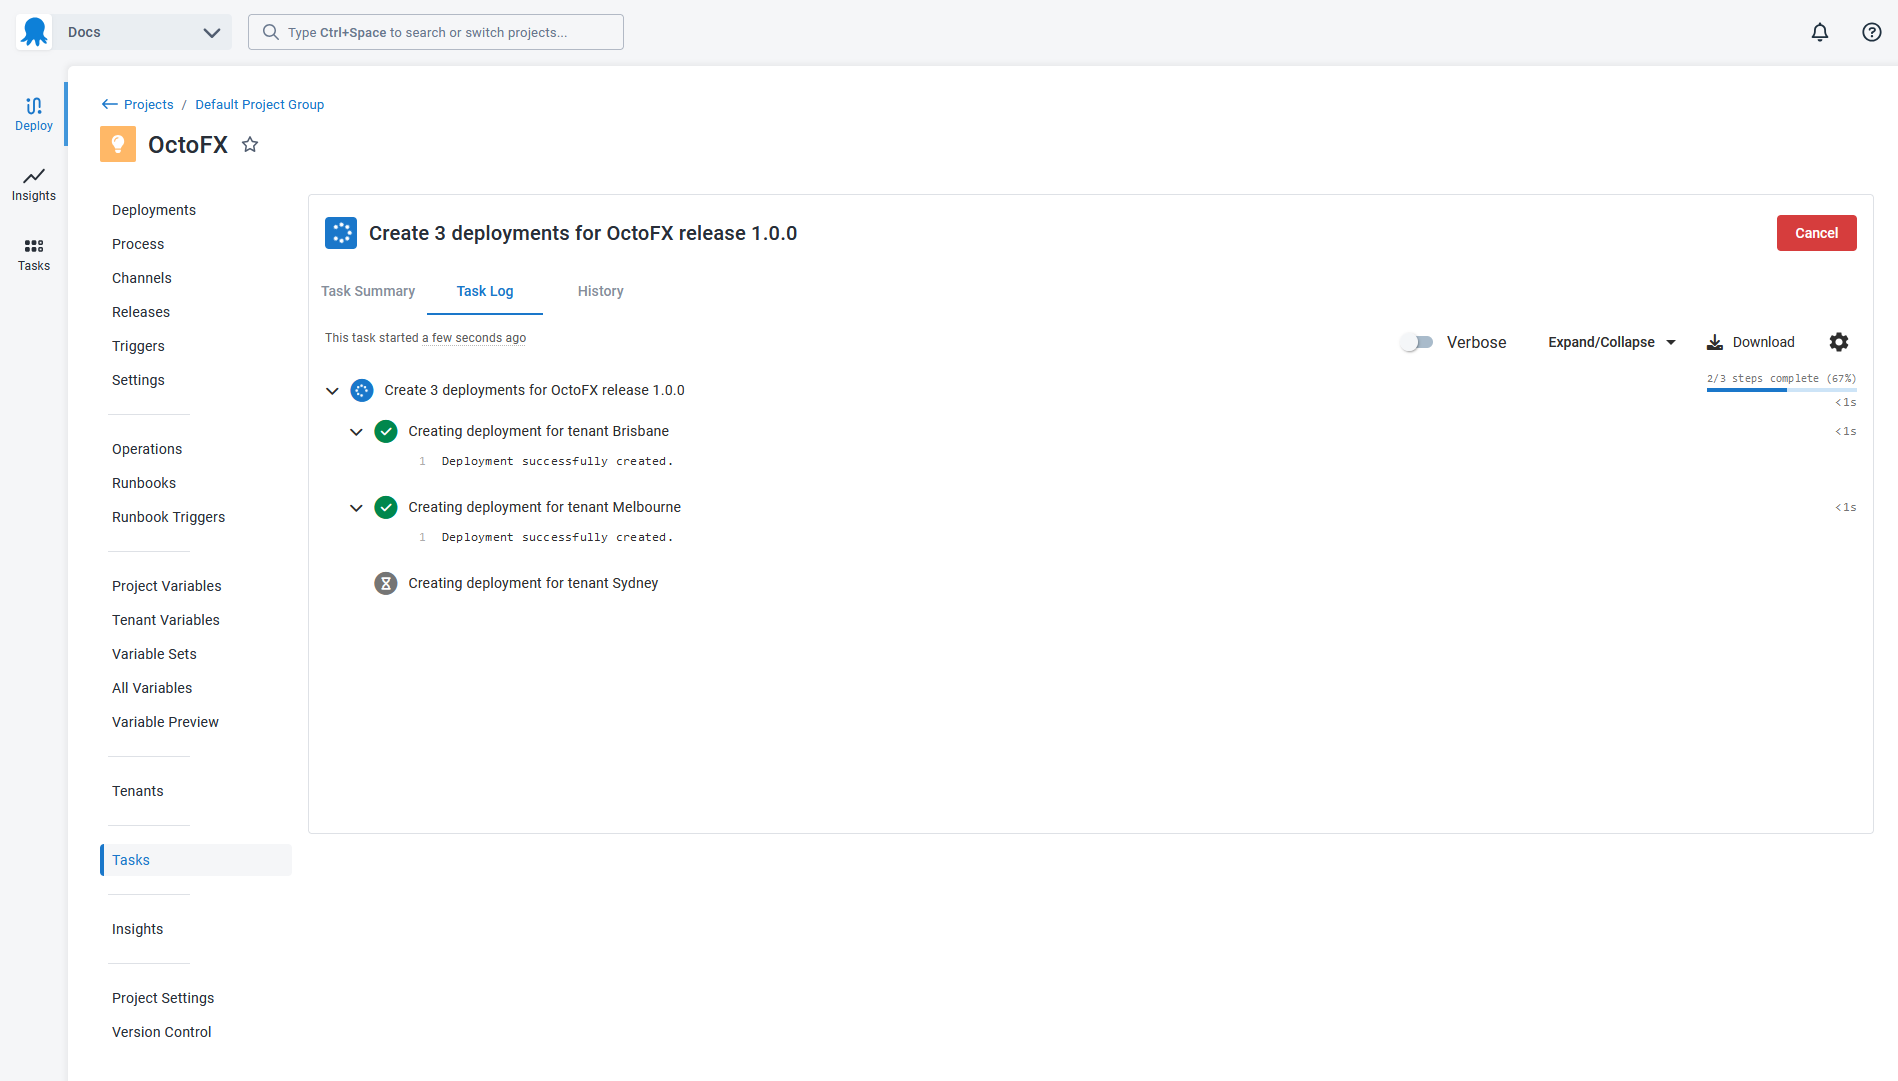 Docs
Type Ctrl+Space to search or switch projects...
Deploy
Insights
Tasks
Projects / Default Project Group
OctoFX
Deployments
Process
Channels
Releases
Triggers
Settings
Operations
Runbooks
Runbook Triggers
Project Variables
Tenant Variables
Variable Sets
All Variables
Variable Preview
Tenants
Tasks
Insights
Project Settings
Version Control
Create 3 deployments for OctoFX release 1.0.0
Cancel
Task Summary
Task Log
History
This task started a few seconds ago
Verbose
Expand/Collapse
Download
Create 3 deployments for OctoFX release 1.0.0
2/3 steps complete (67%)
<1s
Creating deployment for tenant Brisbane
<1s
1 Deployment successfully created.
Creating deployment for tenant Melbourne
<1s
1 Deployment successfully created.
Creating deployment for tenant Sydney